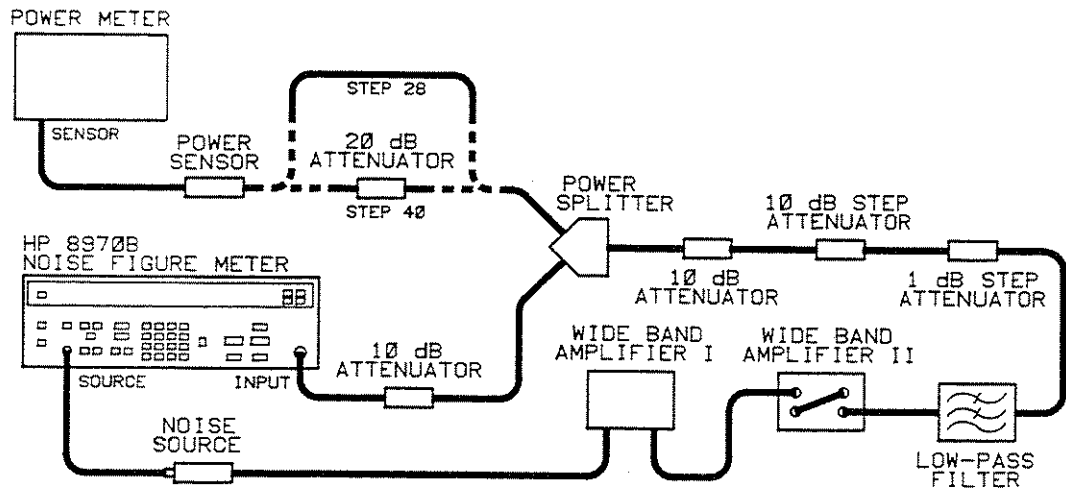 POWER METER
SENSOR
STEP 28
POWER
SENSOR
20 dB
ATTENUATOR
STEP 40
POWER
SPLITTER
10 dB STEP
ATTENUATOR
10 dB
ATTENUATOR
1 dB STEP
ATTENUATOR
HP 8970B
NOISE FIGURE METER
SOURCE
INPUT
10 dB
ATTENUATOR
WIDE BAND
AMPLIFIER I
WIDE BAND
AMPLIFIER II
NOISE
SOURCE
LOW-PASS
FILTER